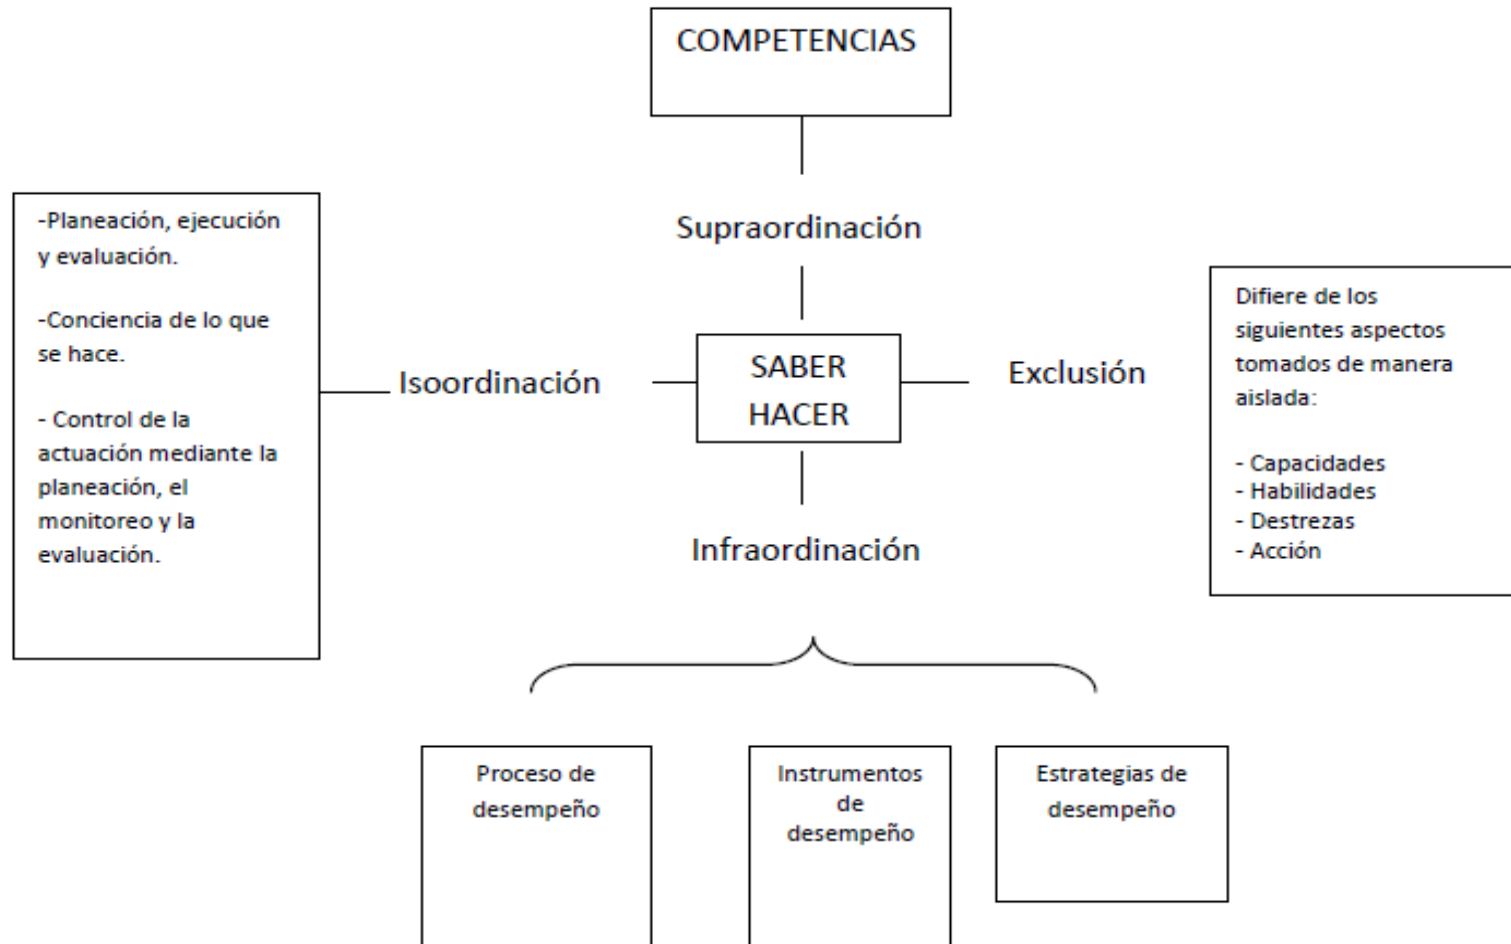 COMPETENCIAS
Supraordinación
-Planeación, ejecución
y evaluación.
-Conciencia de lo que
se hace.
- Control de la
actuación mediante la
planeación, el
monitoreo y la
evaluación.
Isoordinación
SABER
HACER
Exclusión
Difiere de los
siguientes aspectos
tomados de manera
aislada:
- Capacidades
- Habilidades
- Destrezas
- Acción
Infraordinación
Proceso de
desempeño
Instrumentos
de
desempeño
Estrategias de
desempeño